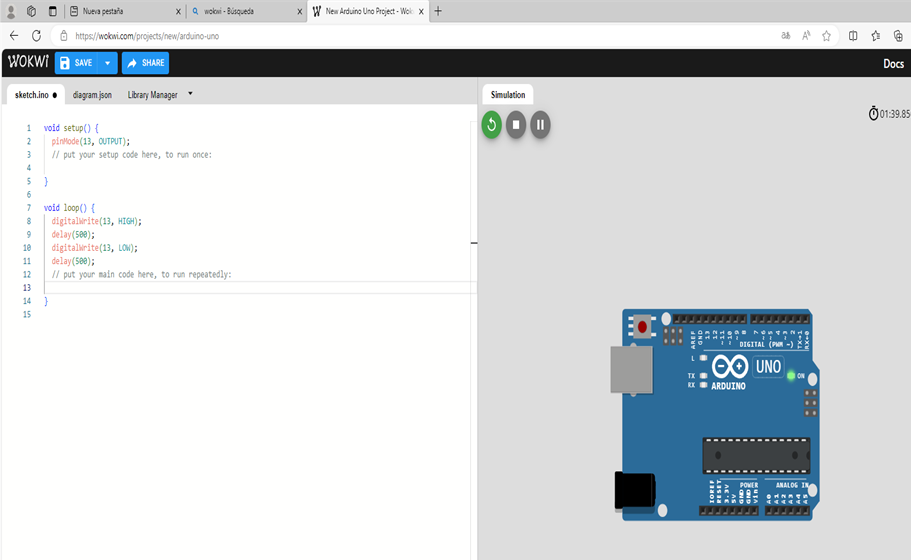 Nueva pestaña
wokwi - Búsqueda
New Arduino Uno Project - Wok
https://wokwi.com/projects/new/arduino-uno
WOKWI
SAVE
SHARE
Docs
sketch.ino
diagram.json
Library Manager
Simulation
01:39.85
1 void setup() {
2 pinMode(13, OUTPUT);
3 // put your setup code here, to run once:
4
5 }
6
7 void loop() {
8 digitalWrite(13, HIGH);
9 delay(500);
10 digitalWrite(13, LOW);
11 delay(500);
12 // put your main code here, to run repeatedly:
13
14 }
15
AREF
GND
13
12
~11
~10
~9
8
7
~6
~5
4
~3
2
TX→1
RX←0
DIGITAL (PWM ~)
L
TX
RX
UNO
ON
ARDUINO
IOREF
RESET
3.3V
5V
GND
GND
Vin
POWER
ANALOG IN
A0
A1
A2
A3
A4
A5